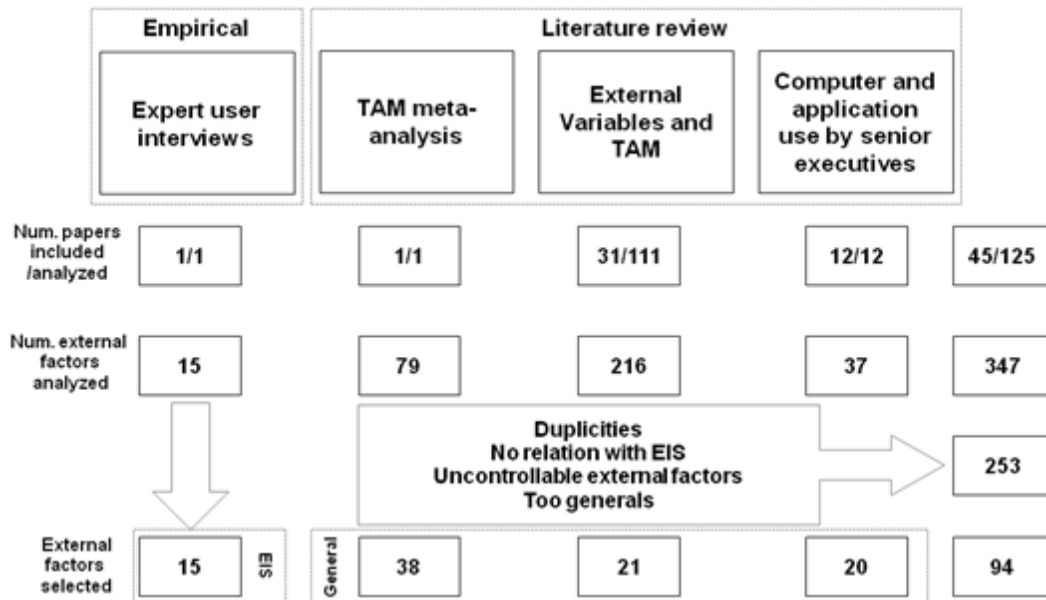 Empirical
Literature review
Expert user
interviews
TAM meta-
analysis
External
Variables and
TAM
Computer and
application
use by senior
executives
Num. papers
included
/analyzed
1/1
1/1
31/111
12/12
45/125
Num. external
factors
analyzed
15
79
216
37
347
Duplicities
No relation with EIS
Uncontrollable external factors
Too generals
253
External
factors
selected
15
EIS
General
38
21
20
94